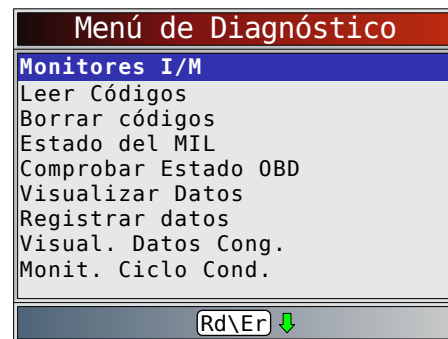 Menú de Diagnóstico
Monitores I/M
Leer Códigos
Borrar códigos
Estado del MIL
Comprobar Estado OBD
Visualizar Datos
Registrar datos
Visual. Datos Cong.
Monit. Ciclo Cond.
Rd\Er